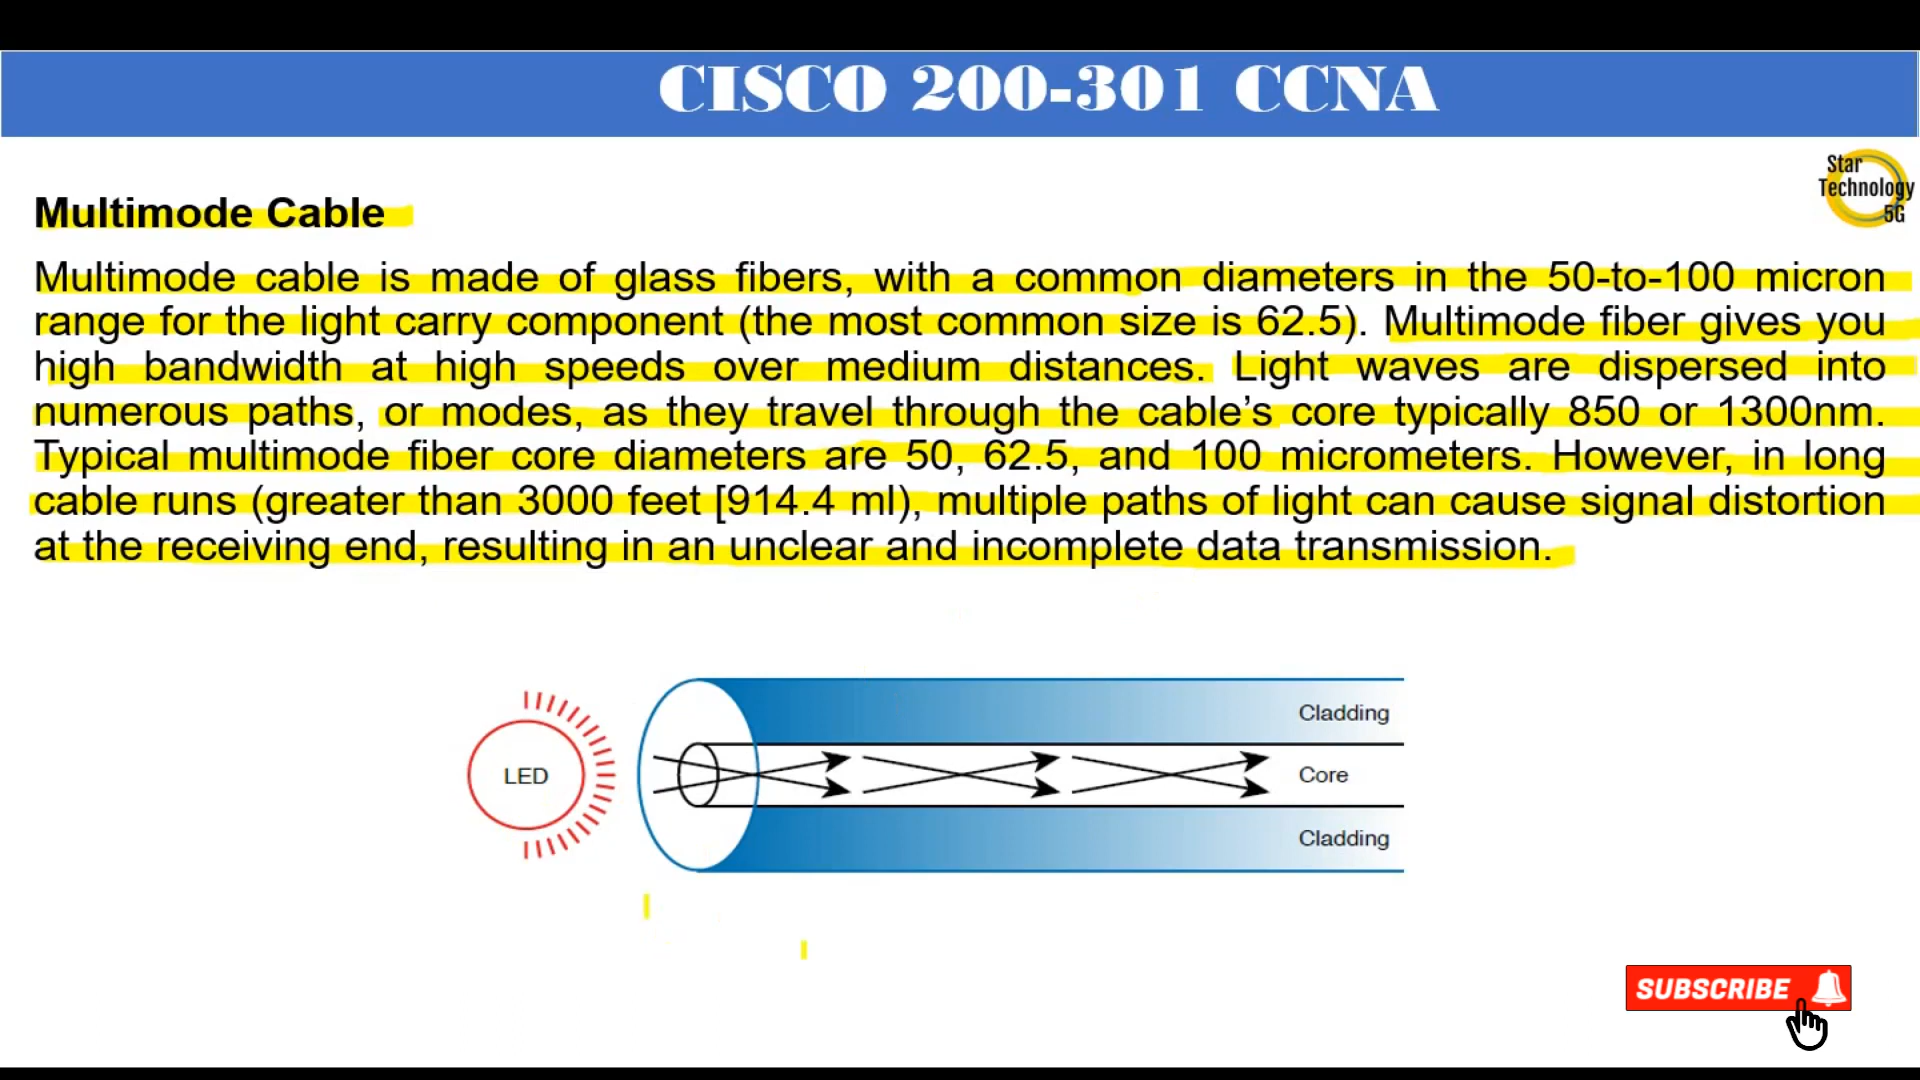 CISCO 200-301 CCNA
Star
Technology
5G
Multimode Cable
Multimode cable is made of glass fibers, with a common diameters in the 50-to-100 micron
range for the light carry component (the most common size is 62.5). Multimode fiber gives you
high bandwidth at high speeds over medium distances. Light waves are dispersed into
numerous paths, or modes, as they travel through the cable’s core typically 850 or 1300nm.
Typical multimode fiber core diameters are 50, 62.5, and 100 micrometers. However, in long
cable runs (greater than 3000 feet [914.4 ml), multiple paths of light can cause signal distortion
at the receiving end, resulting in an unclear and incomplete data transmission.
Cladding
LED
Core
Cladding
SUBSCRIBE